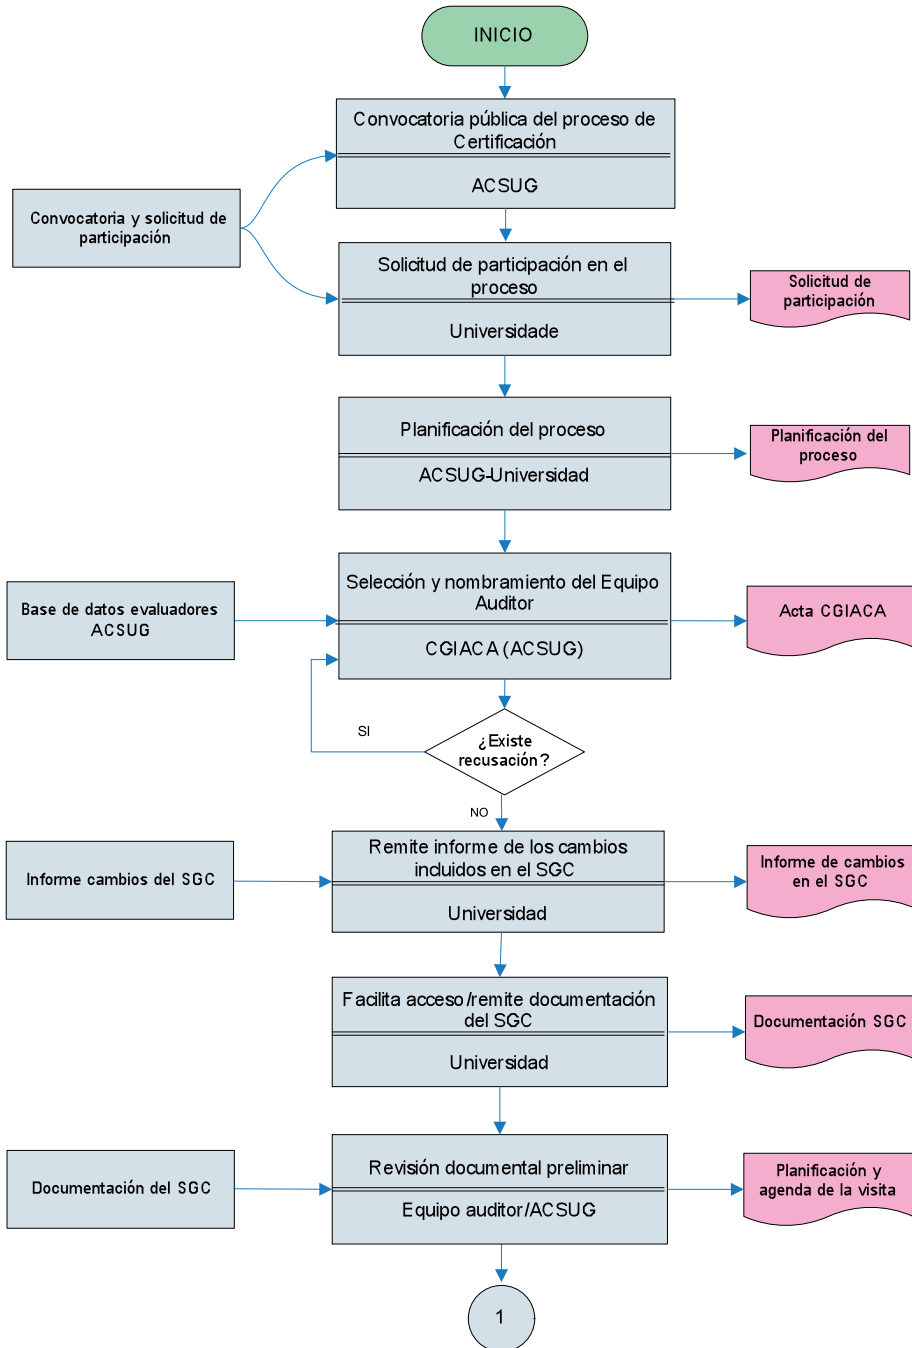 INICIO
Convocatoria pública del proceso de
Certificación
ACSUG
Convocatoria y solicitud de
participación
Solicitud de participación en el
proceso
Universidade
Solicitud de
participación
Planificación del proceso
ACSUG-Universidad
Planificación del
proceso
Selección y nombramiento del Equipo
Auditor
CGIACA (ACSUG)
Base de datos evaluadores
ACSUG
Acta CGIACA
¿Existe
recusación?
SI
NO
Remite informe de los cambios
incluidos en el SGC
Universidad
Informe cambios del SGC
Informe de cambios
en el SGC
Facilita acceso/remite documentación
del SGC
Universidad
Documentación SGC
Revisión documental preliminar
Equipo auditor/ACSUG
Documentación del SGC
Planificación y
agenda de la visita
1